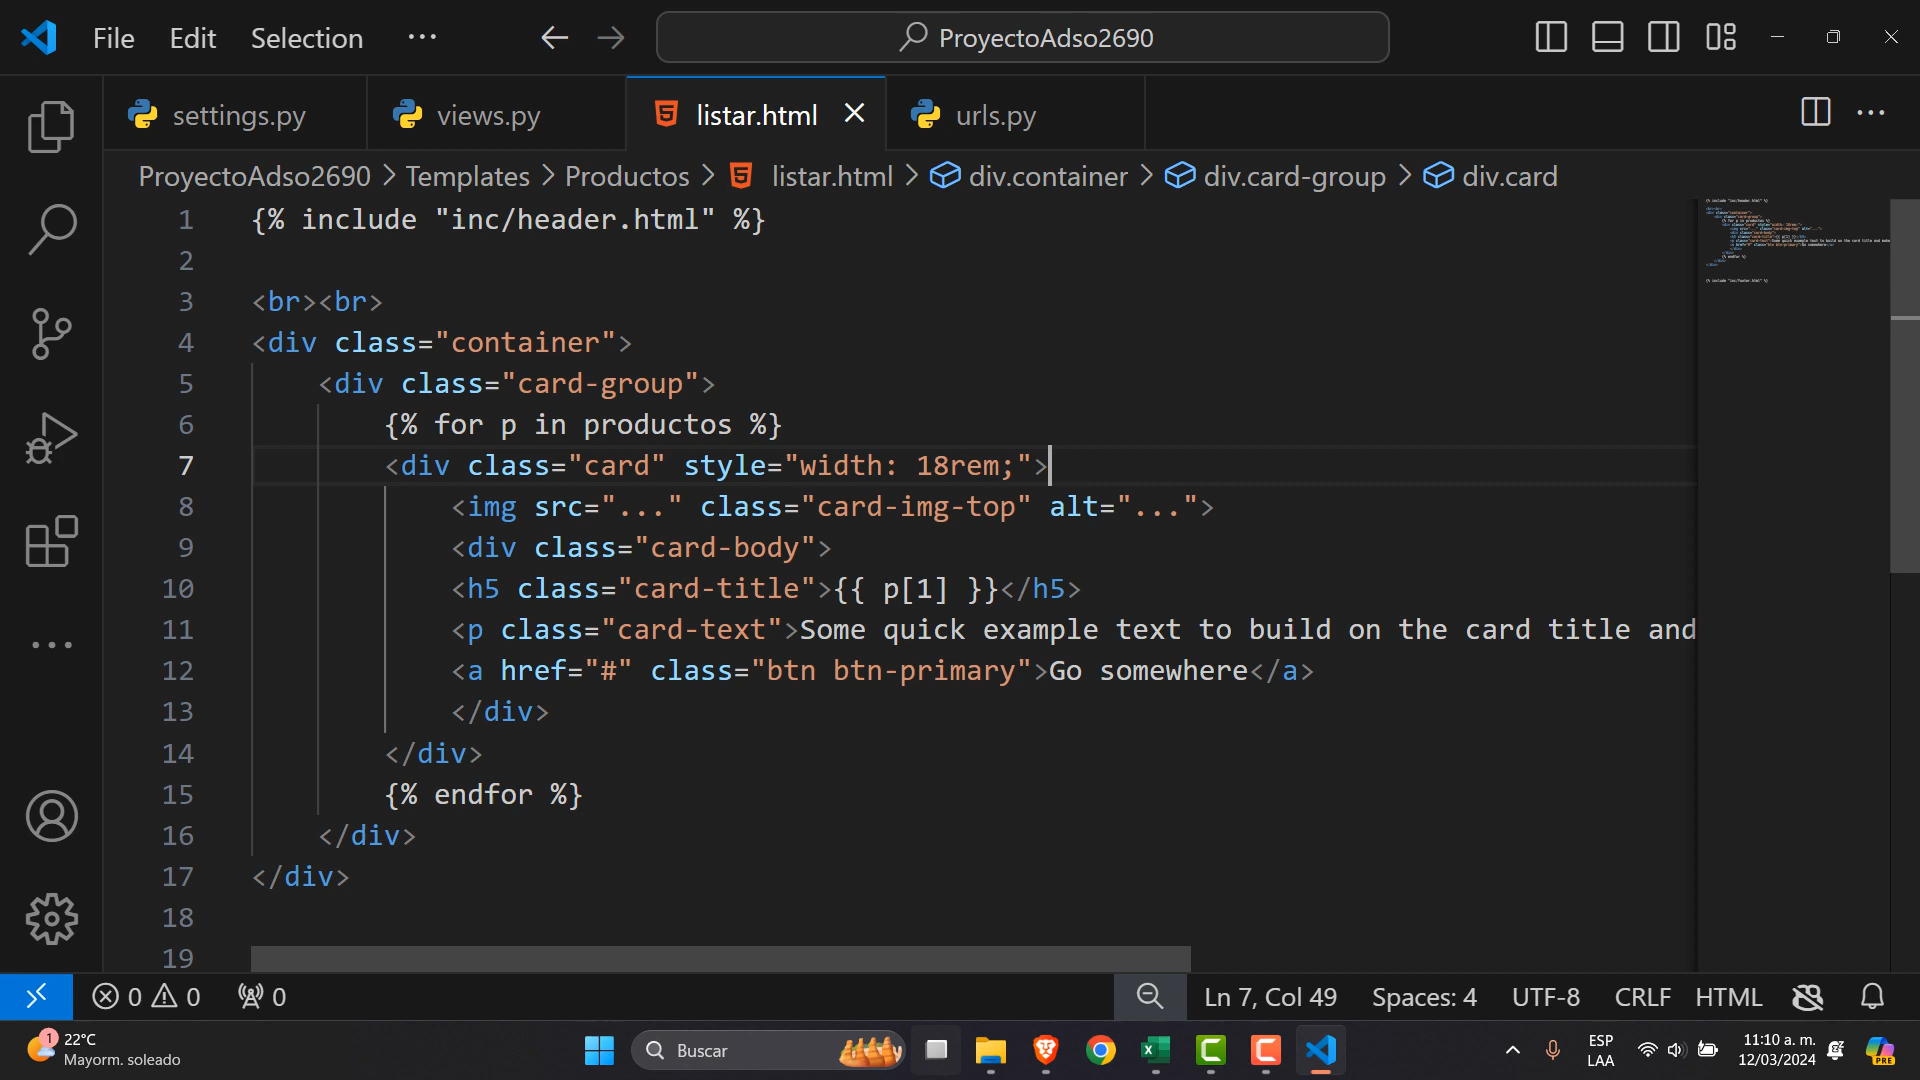 File Edit Selection ··· ProyectoAdso2690
settings.py views.py listar.html urls.py
ProyectoAdso2690 > Templates > Productos > listar.html > div.container > div.card-group > div.card
1 {% include "inc/header.html" %}
2
3 <br><br>
4 <div class="container">
5 <div class="card-group">
6 {% for p in productos %}
7 <div class="card" style="width: 18rem;">
8 <img src="..." class="card-img-top" alt="...">
9 <div class="card-body">
10 <h5 class="card-title">{{ p[1] }}</h5>
11 <p class="card-text">Some quick example text to build on the card title and
12 <a href="#" class="btn btn-primary">Go somewhere</a>
13 </div>
14 </div>
15 {% endfor %}
16 </div>
17 </div>
18
19
0 0 0 Ln 7, Col 49 Spaces: 4 UTF-8 CRLF HTML
1 22°C
Mayorm. soleado
Buscar
ESP
LAA
11:10 a. m.
12/03/2024
PRE